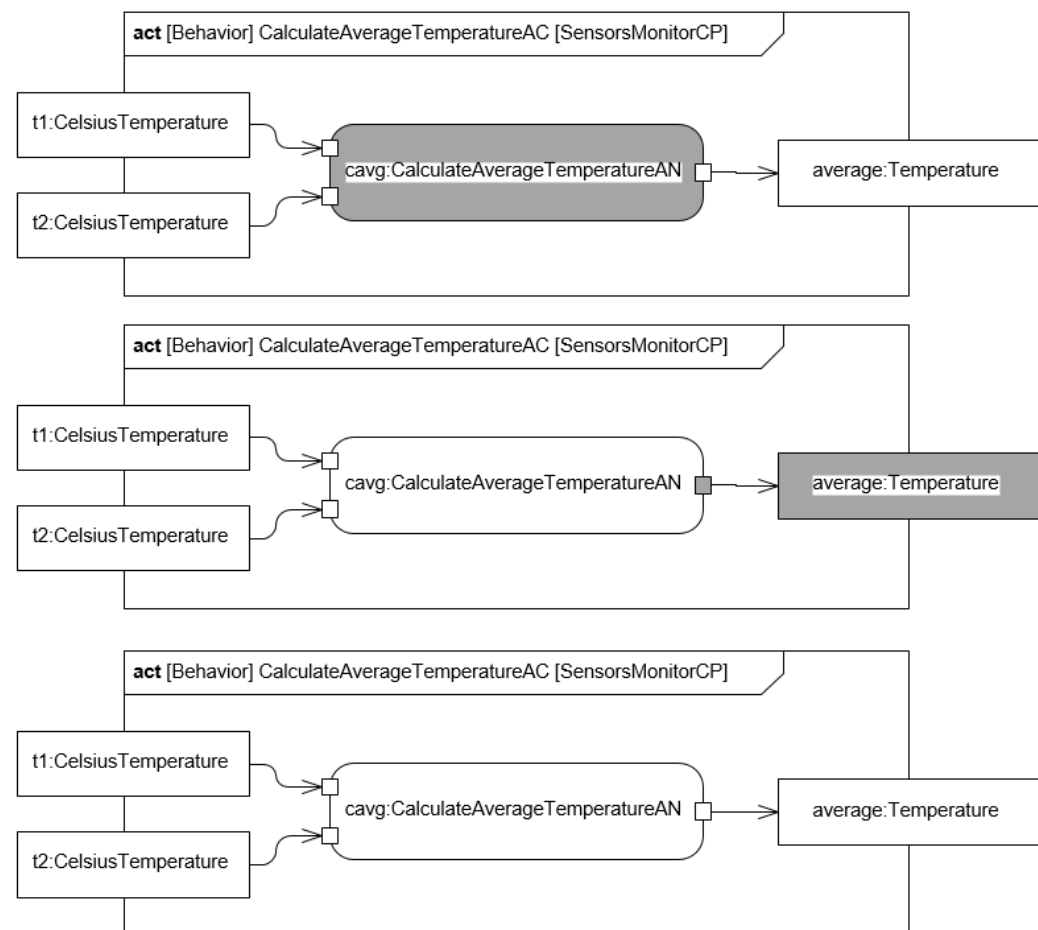 act [Behavior] CalculateAverageTemperatureAC [SensorsMonitorCP]
t1:CelsiusTemperature
cavg:CalculateAverageTemperatureAN
average:Temperature
t2:CelsiusTemperature
act [Behavior] CalculateAverageTemperatureAC [SensorsMonitorCP]
t1:CelsiusTemperature
cavg:CalculateAverageTemperatureAN
average:Temperature
t2:CelsiusTemperature
act [Behavior] CalculateAverageTemperatureAC [SensorsMonitorCP]
t1:CelsiusTemperature
cavg:CalculateAverageTemperatureAN
average:Temperature
t2:CelsiusTemperature